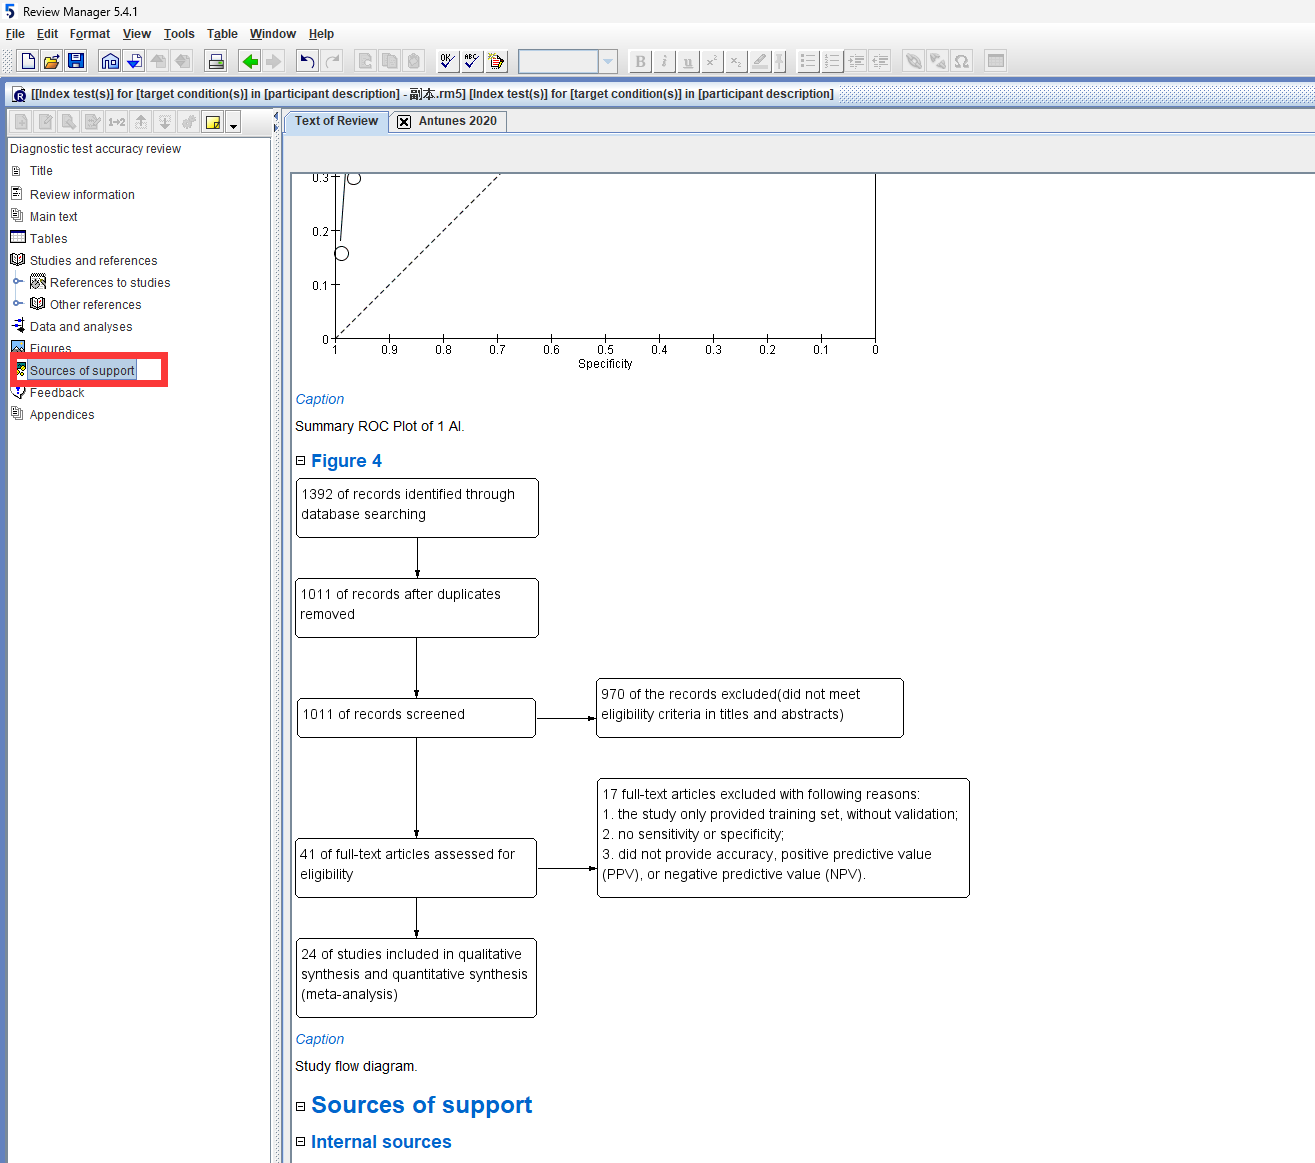 Review Manager 5.4.1
File Edit Format View Tools Table Window Help
[[Index test(s)] for [target condition(s)] in [participant description] - 副本.rm5] [Index test(s)] for [target condition(s)] in [participant description]
Text of Review
Antunes 2020
Diagnostic test accuracy review
Title
Review information
Main text
Tables
Studies and references
References to studies
Other references
Data and analyses
Figures
Sources of support
Feedback
Appendices
0.3
0.2
0.1
0
1 0.9 0.8 0.7 0.6 0.5 0.4 0.3 0.2 0.1 0
Specificity
Caption
Summary ROC Plot of 1 AI.
Figure 4
1392 of records identified through
database searching
1011 of records after duplicates
removed
1011 of records screened
970 of the records excluded(did not meet
eligibility criteria in titles and abstracts)
41 of full-text articles assessed for
eligibility
17 full-text articles excluded with following reasons:
1. the study only provided training set, without validation;
2. no sensitivity or specificity;
3. did not provide accuracy, positive predictive value
(PPV), or negative predictive value (NPV).
24 of studies included in qualitative
synthesis and quantitative synthesis
(meta-analysis)
Caption
Study flow diagram.
Sources of support
Internal sources